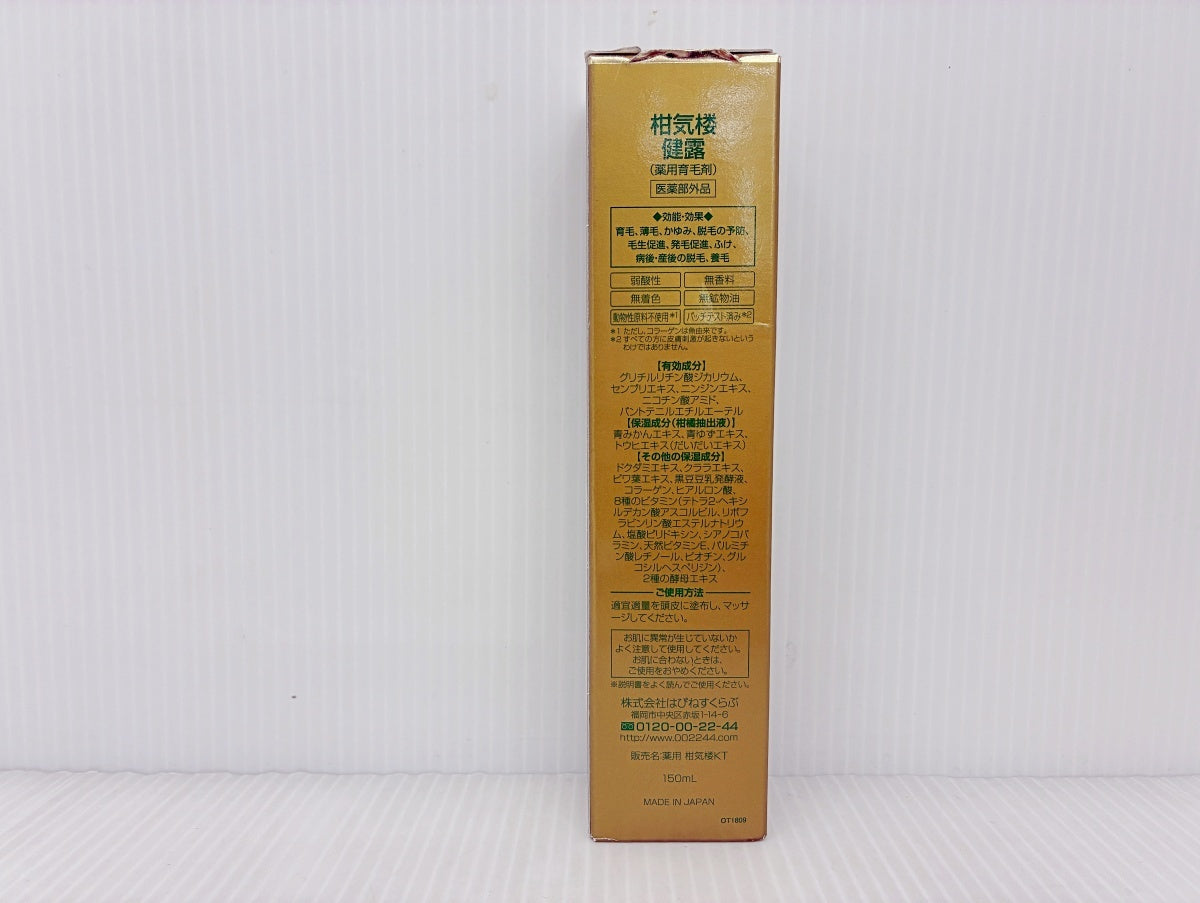 柑気楼
健露
(薬用育毛剤)
医薬部外品
◆効能・効果◆
育毛、薄毛、かゆみ、脱毛の予防、
毛生促進、発毛促進、ふけ、
病後・産後の脱毛、養毛
弱酸性 無香料
無着色 無鉱物油
動物性原料不使用*1 パッチテスト済み*2
*1 ただし、コラーゲンは魚由来です。
*2 すべての方に皮膚刺激が起きないという
わけではありません。
【有効成分】
グリチルリチン酸ジカリウム、
センブリエキス、ニンジンエキス、
ニコチン酸アミド、
パントテニルエチルエーテル
【保湿成分(柑橘抽出液)】
青みかんエキス、青ゆずエキス、
トウヒエキス(だいだいエキス)
【その他の保湿成分】
ドクダミエキス、クララエキス、
ビワ葉エキス、黒豆豆乳発酵液、
コラーゲン、ヒアルロン酸、
8種のビタミン(テトラ2-ヘキシ
ルデカン酸アスコルビル、リボフ
ラビンリン酸エステルナトリウ
ム、塩酸ピリドキシン、シアノコバ
ラミン、天然ビタミンE、パルミチ
ン酸レチノール、ビオチン、グル
コシルヘスペリジン)、
2種の酵母エキス
ご使用方法
適宜適量を頭皮に塗布し、マッサ
ージしてください。
お肌に異常が生じていないか
よく注意して使用してください。
お肌に合わないときは、
ご使用をおやめください。
※説明書をよく読んでご使用ください。
株式会社はぴねすくらぶ
福岡市中央区赤坂1-14-6
0120-00-22-44
http://www.002244.com
販売名:薬用 柑気楼KT
150mL
MADE IN JAPAN
OT1809